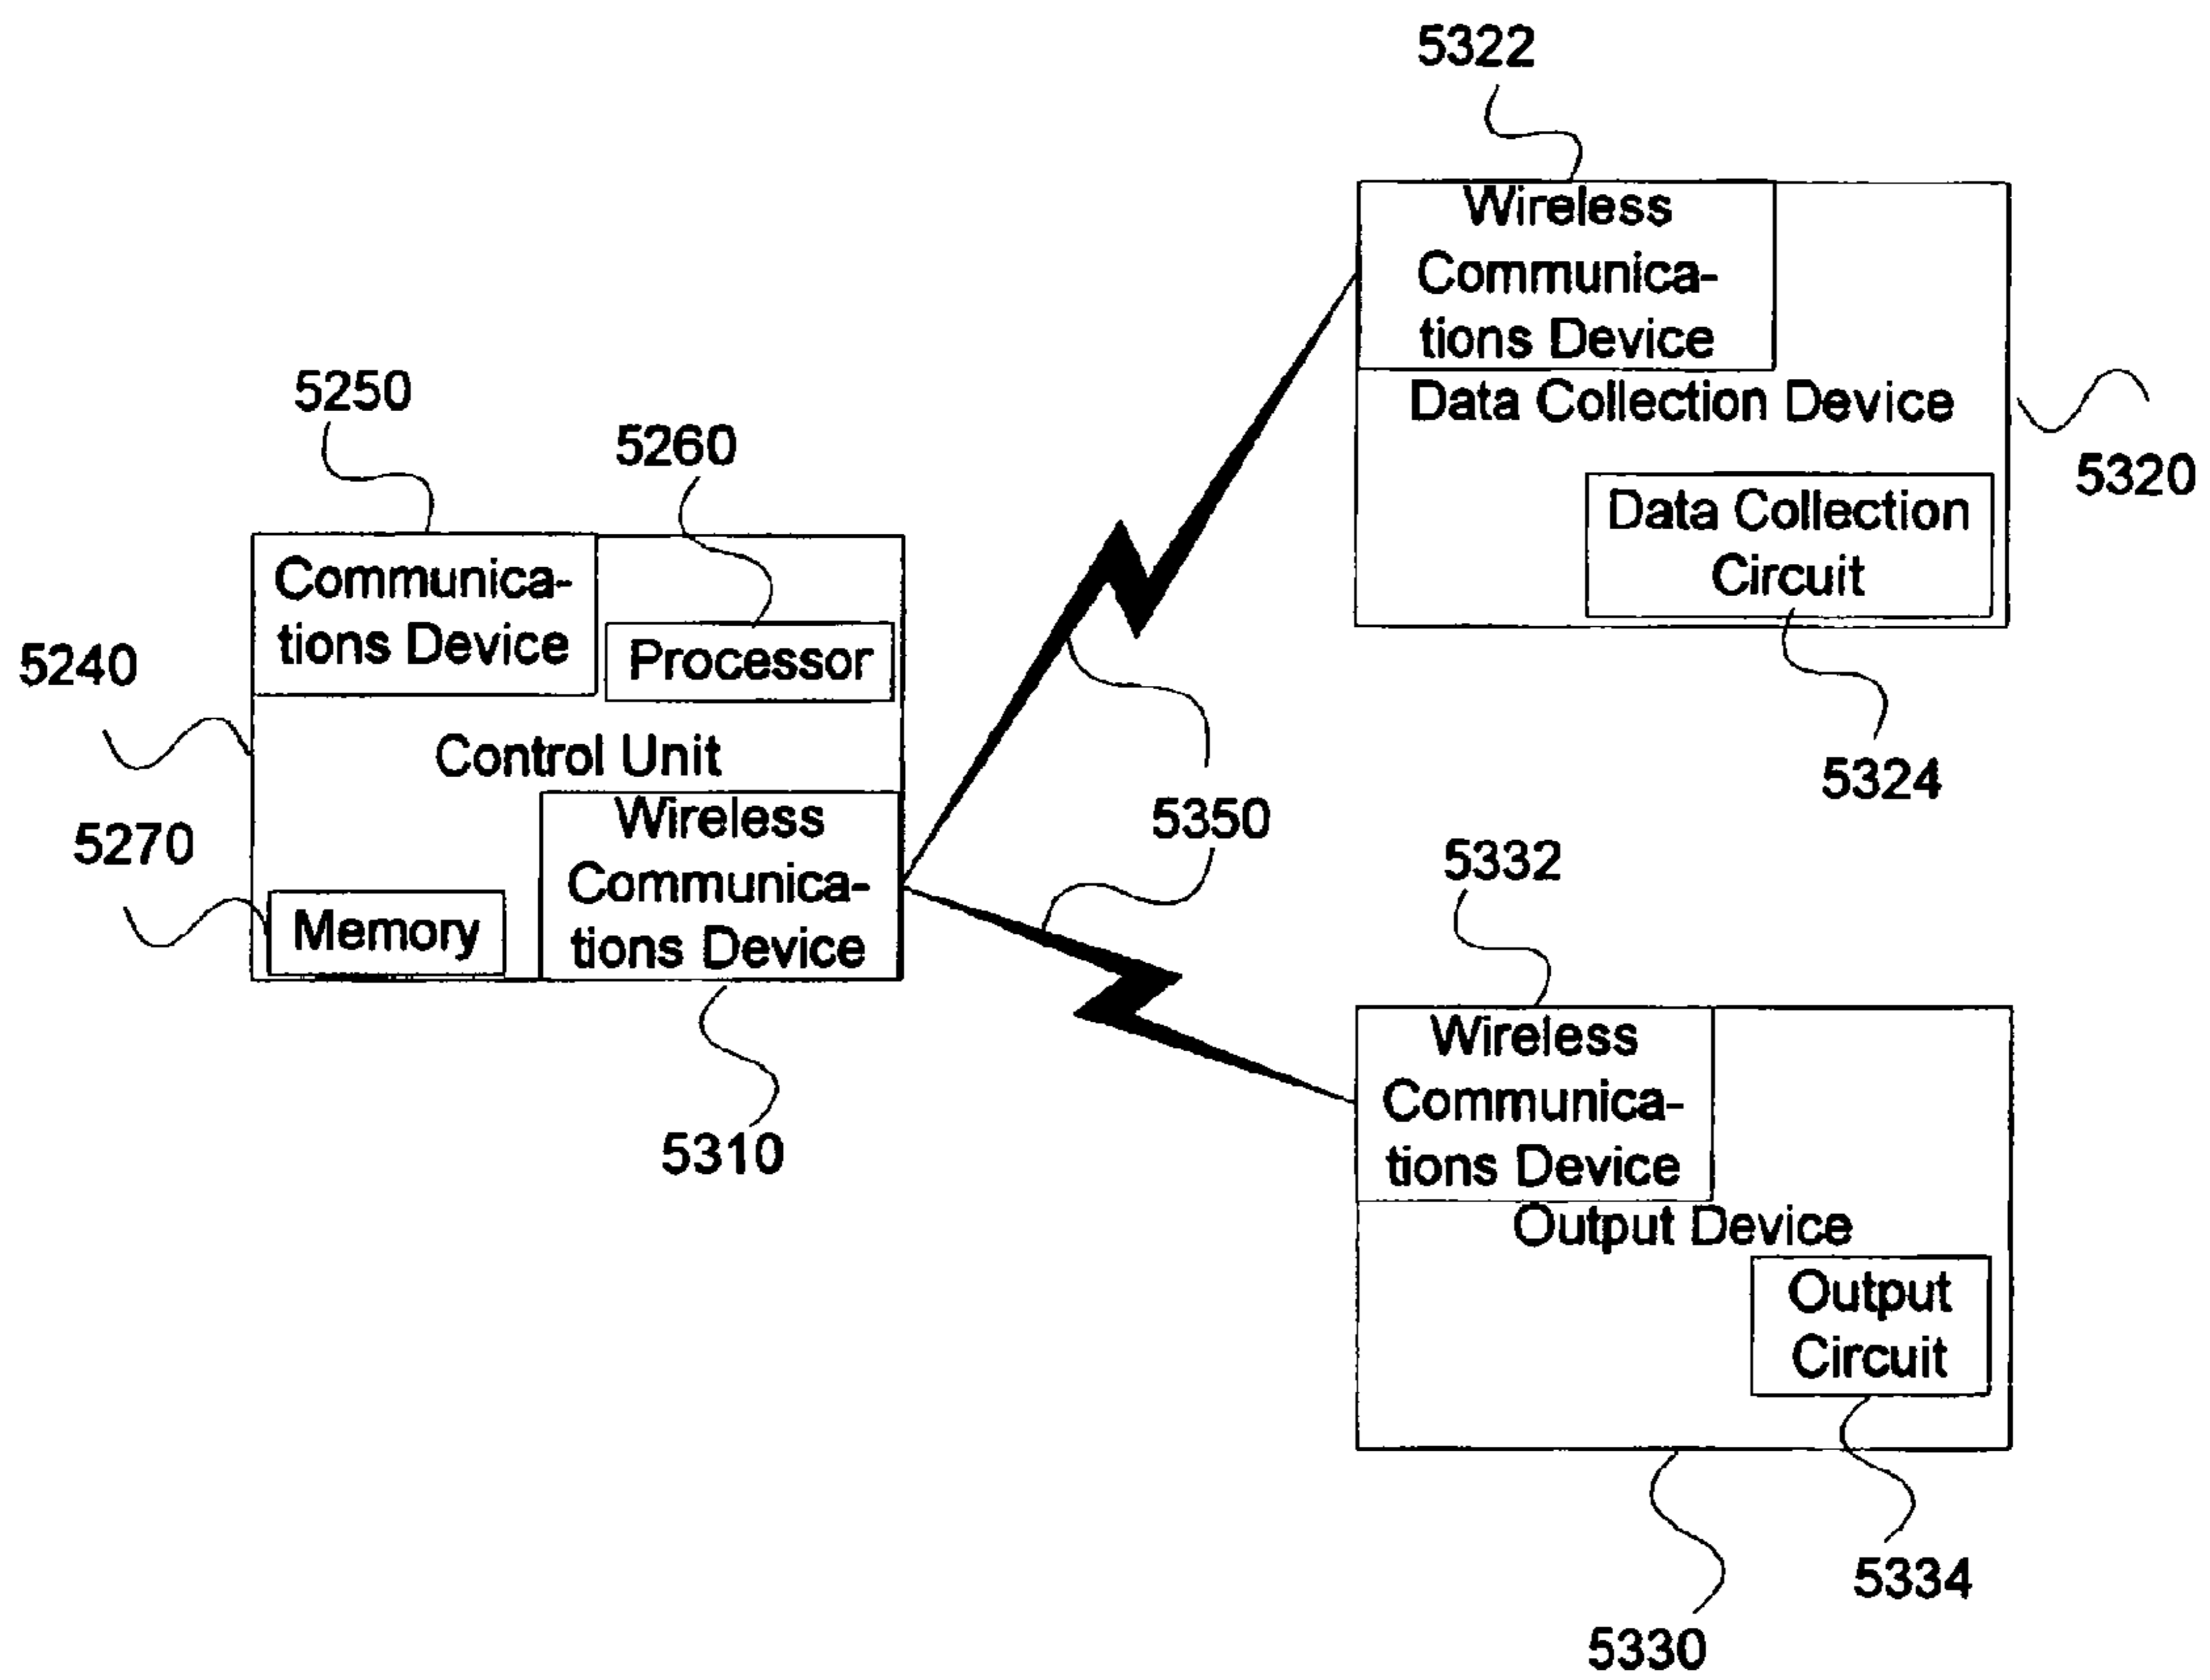 5322
Wireless
Communica-
tions Device
Data Collection Device
5320
Data Collection
Circuit
5324
5250
5260
Communica-
tions Device
Processor
5240
Control Unit
5270
Wireless
Communica-
tions Device
Memory
5310
5350
5332
Wireless
Communica-
tions Device
Output Device
Output
Circuit
5334
5330